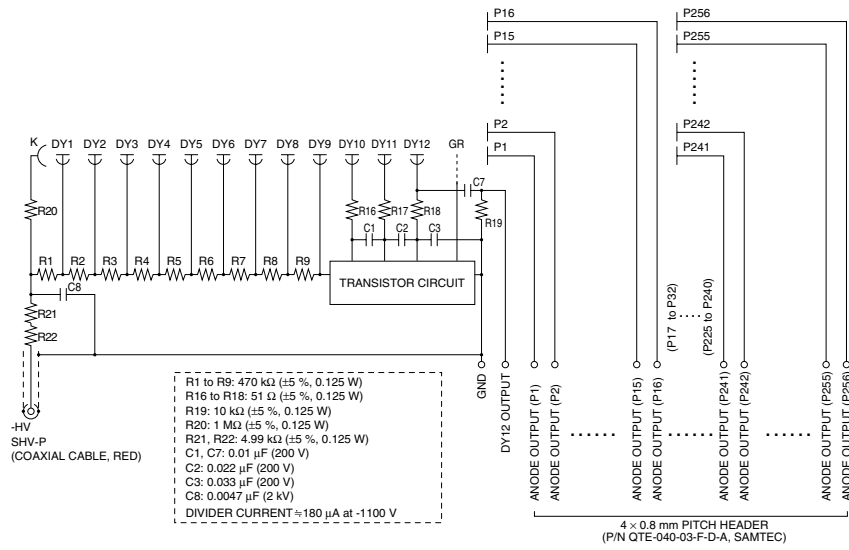 P16
P15
P2
P1
P256
P255
P242
P241
K DY1 DY2 DY3 DY4 DY5 DY6 DY7 DY8 DY9 DY10 DY11 DY12 GR
C7
R20
R16 R17 R18 R19
C1 C2 C3
R1 R2 R3 R4 R5 R6 R7 R8 R9
TRANSISTOR CIRCUIT
C8
R21
R22
(P17 to P32)
(P225 to P240)
-HV
SHV-P
(COAXIAL CABLE, RED)
R1 to R9: 470 kΩ (±5 %, 0.125 W)
R16 to R18: 51 Ω (±5 %, 0.125 W)
R19: 10 kΩ (±5 %, 0.125 W)
R20: 1 MΩ (±5 %, 0.125 W)
R21, R22: 4.99 kΩ (±5 %, 0.125 W)
C1, C7: 0.01 μF (200 V)
C2: 0.022 μF (200 V)
C3: 0.033 μF (200 V)
C8: 0.0047 μF (2 kV)
DIVIDER CURRENT ≒ 180 μA at -1100 V
GND
DY12 OUTPUT
ANODE OUTPUT (P1)
ANODE OUTPUT (P2)
ANODE OUTPUT (P15)
ANODE OUTPUT (P16)
ANODE OUTPUT (P241)
ANODE OUTPUT (P242)
ANODE OUTPUT (P255)
ANODE OUTPUT (P256)
4 × 0.8 mm PITCH HEADER
(P/N QTE-040-03-F-D-A, SAMTEC)